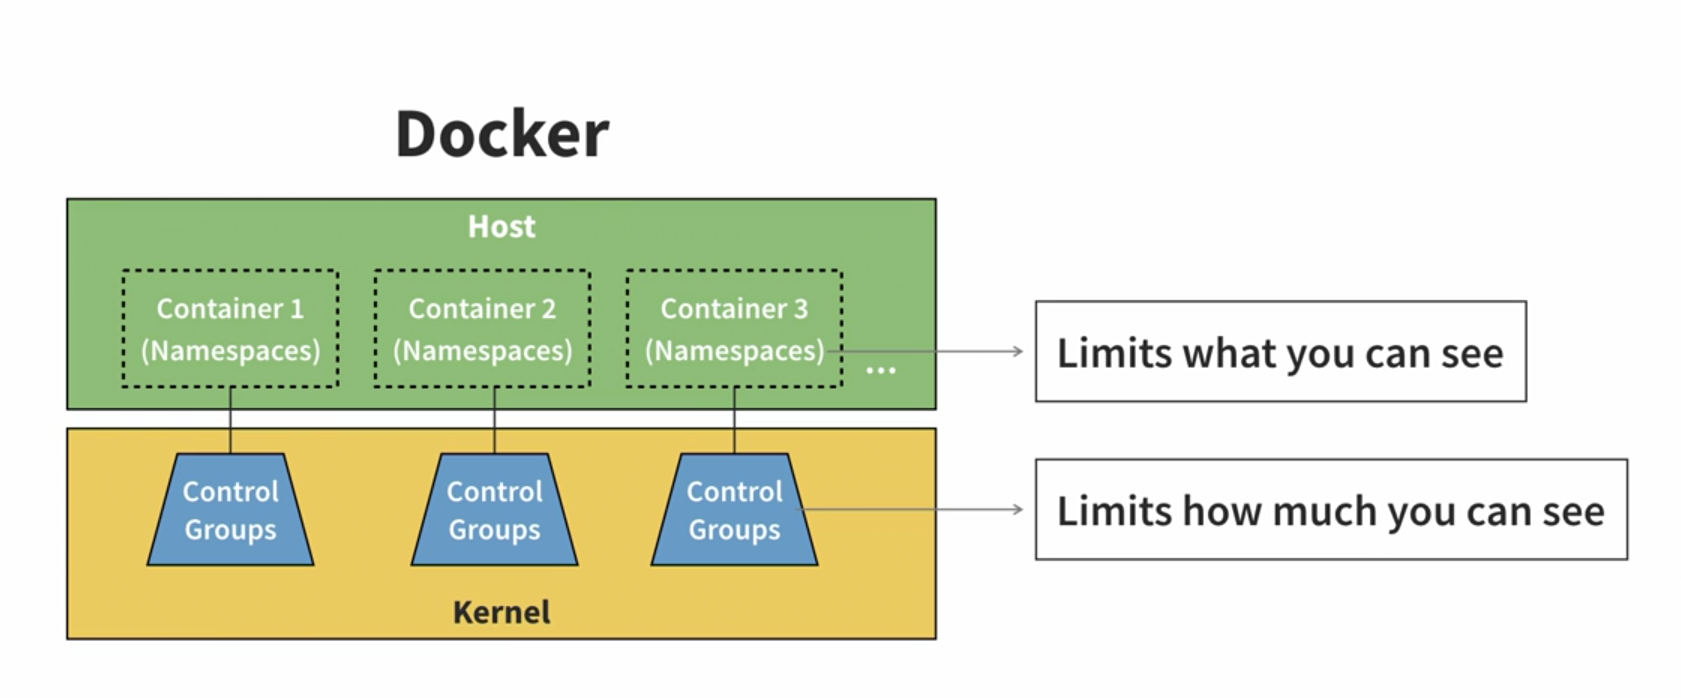 Docker
Host
Container 1
(Namespaces)
Container 2
(Namespaces)
Container 3
(Namespaces)
...
Limits what you can see
Control
Groups
Control
Groups
Control
Groups
Limits how much you can see
Kernel